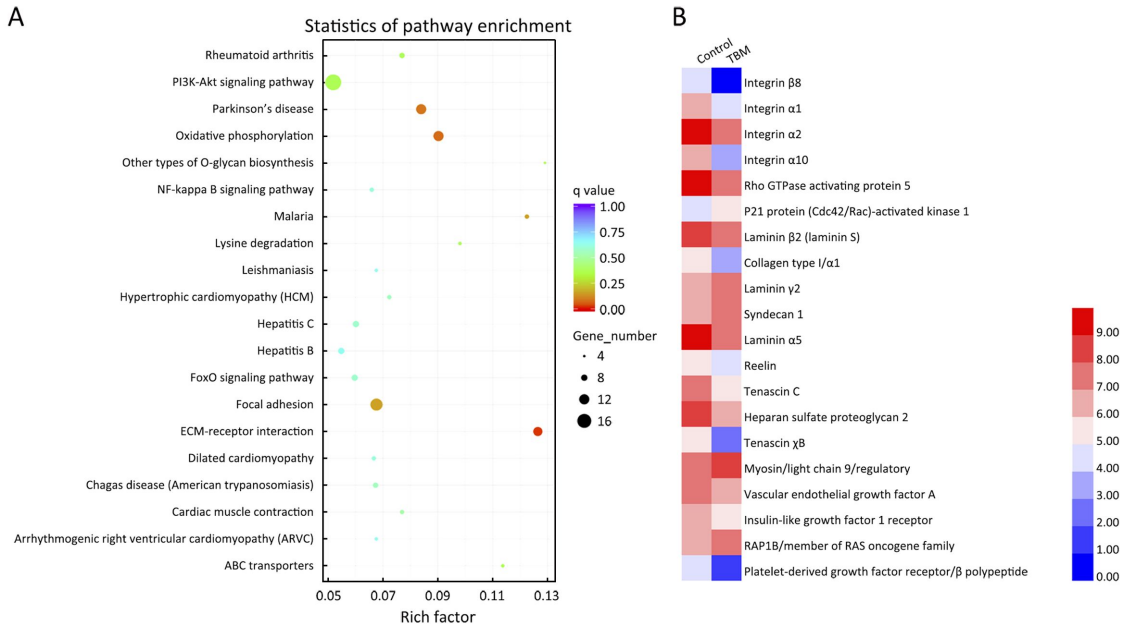 A
Statistics of pathway enrichment
Rheumatoid arthritis
PI3K-Akt signaling pathway
Parkinson's disease
Oxidative phosphorylation
Other types of O-glycan biosynthesis
NF-kappa B signaling pathway
Malaria
Lysine degradation
Leishmaniasis
Hypertrophic cardiomyopathy (HCM)
Hepatitis C
Hepatitis B
FoxO signaling pathway
Focal adhesion
ECM-receptor interaction
Dilated cardiomyopathy
Chagas disease (American trypanosomiasis)
Cardiac muscle contraction
Arrhythmogenic right ventricular cardiomyopathy (ARVC)
ABC transporters
0.05 0.07 0.09 0.11 0.13
Rich factor
q value
1.00
0.75
0.50
0.25
0.00
Gene_number
4
8
12
16
B
Control
TBM
Integrin β8
Integrin α1
Integrin α2
Integrin α10
Rho GTPase activating protein 5
P21 protein (Cdc42/Rac)-activated kinase 1
Laminin β2 (laminin S)
Collagen type I/α1
Laminin γ2
Syndecan 1
Laminin α5
Reelin
Tenascin C
Heparan sulfate proteoglycan 2
Tenascin χB
Myosin/light chain 9/regulatory
Vascular endothelial growth factor A
Insulin-like growth factor 1 receptor
RAP1B/member of RAS oncogene family
Platelet-derived growth factor receptor/β polypeptide
9.00
8.00
7.00
6.00
5.00
4.00
3.00
2.00
1.00
0.00